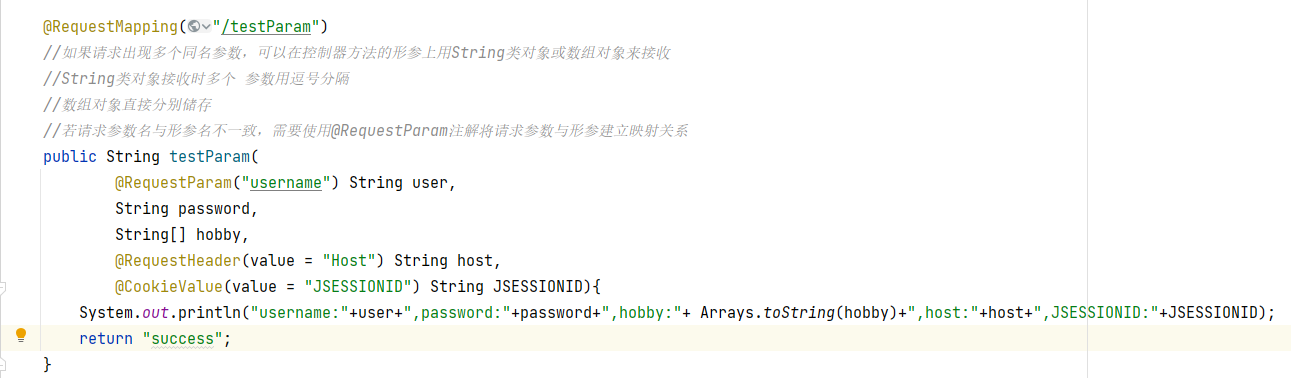 @RequestMapping("/testParam")
//如果请求出现多个同名参数，可以在控制器方法的形参上用String类对象或数组对象来接收
//String类对象接收时多个 参数用逗号分隔
//数组对象直接分别储存
//若请求参数名与形参名不一致，需要使用@RequestParam注解将请求参数与形参建立映射关系
public String testParam(
@RequestParam("username") String user,
String password,
String[] hobby,
@RequestHeader(value = "Host") String host,
@CookieValue(value = "JSESSIONID") String JSESSIONID){
System.out.println("username:"+user+",password:"+password+",hobby:"+ Arrays.toString(hobby)+",host:"+host+",JSESSIONID:"+JSESSIONID);
return "success";
}